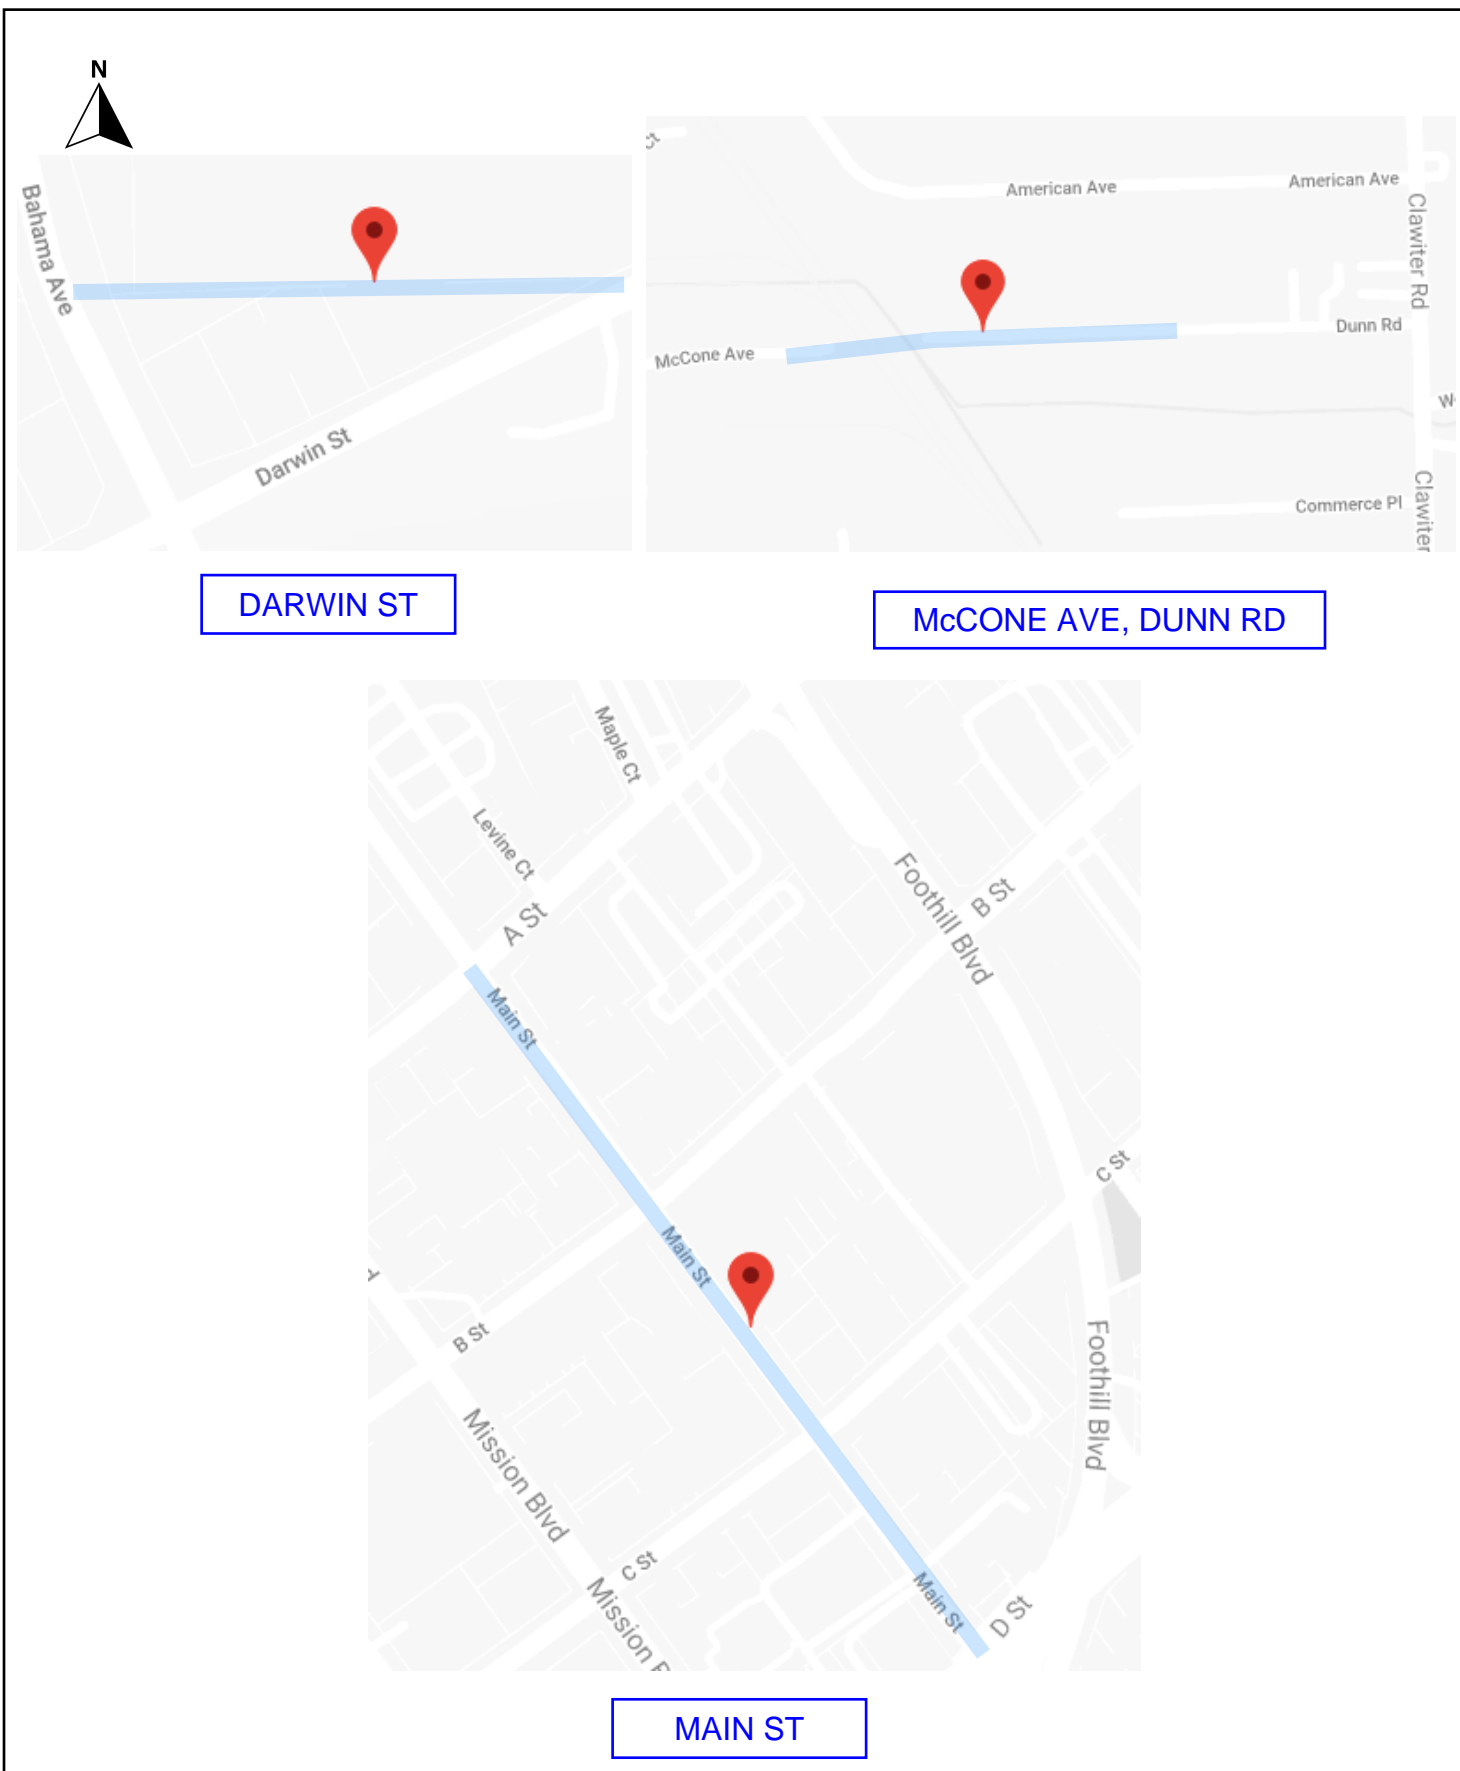 N
Bahama Ave
Darwin St
American Ave
American Ave
Clawiter Rd
McCone Ave
Dunn Rd
Commerce Pl
Clawiter
DARWIN ST
McCONE AVE, DUNN RD
Maple Ct
Levine Ct
A St
Foothill Blvd
B St
Main St
C St
Main St
B St
Foothill Blvd
Mission Blvd
C St
Main St
D St
Mission
MAIN ST